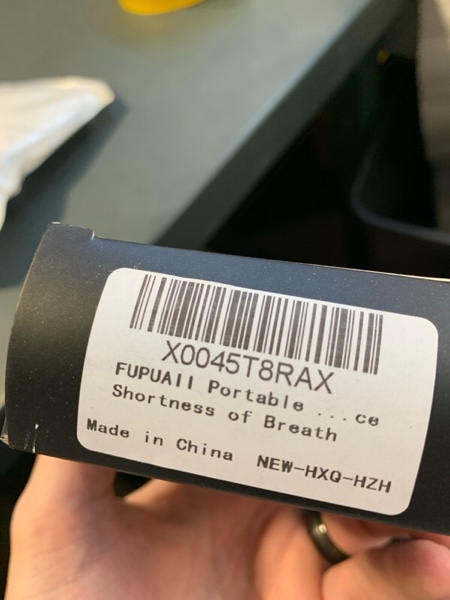 X0045T8RAX
FUPUAII Portable ...ce
Shortness of Breath
Made in China NEW-HXQ-HZH